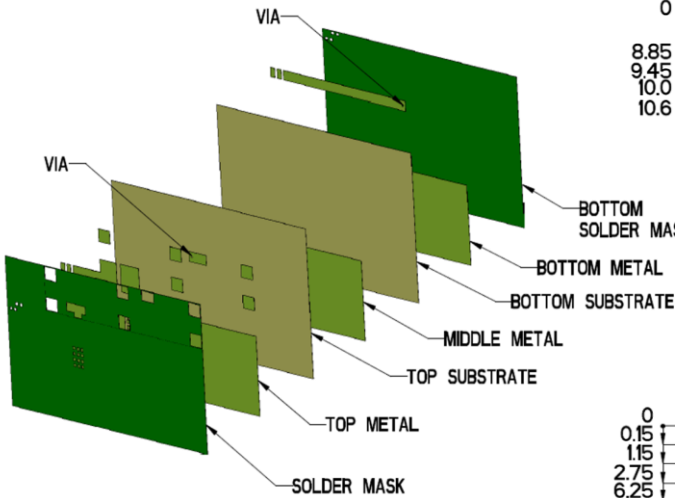 VIA
0
8.85
9.45
10.0
10.6
VIA
BOTTOM
SOLDER
BOTTOM METAL
BOTTOM SUBSTRATE
MIDDLE METAL
TOP SUBSTRATE
TOP METAL
SOLDER MASK
0
0.15
1.15
2.75
6.25